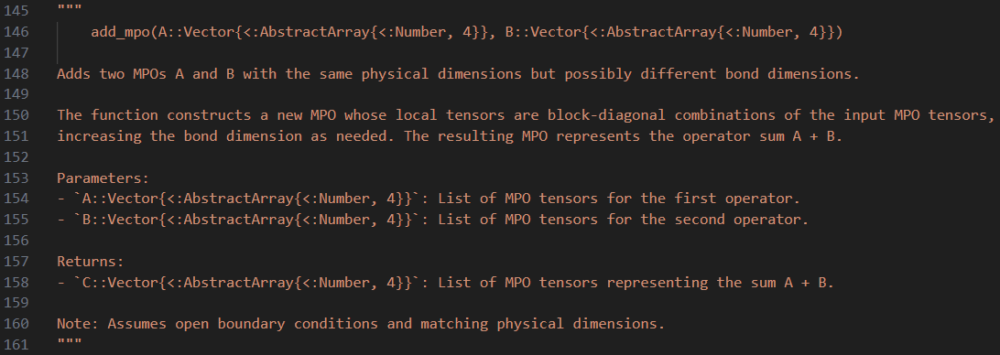 145 """
146     add_mpo(A::Vector{<:AbstractArray{<:Number, 4}}, B::Vector{<:AbstractArray{<:Number, 4}})
147
148 Adds two MPOs A and B with the same physical dimensions but possibly different bond dimensions.
149
150 The function constructs a new MPO whose local tensors are block-diagonal combinations of the input MPO tensors,
151 increasing the bond dimension as needed. The resulting MPO represents the operator sum A + B.
152
153 Parameters:
154 - `A::Vector{<:AbstractArray{<:Number, 4}}`: List of MPO tensors for the first operator.
155 - `B::Vector{<:AbstractArray{<:Number, 4}}`: List of MPO tensors for the second operator.
156
157 Returns:
158 - `C::Vector{<:AbstractArray{<:Number, 4}}`: List of MPO tensors representing the sum A + B.
159
160 Note: Assumes open boundary conditions and matching physical dimensions.
161 """